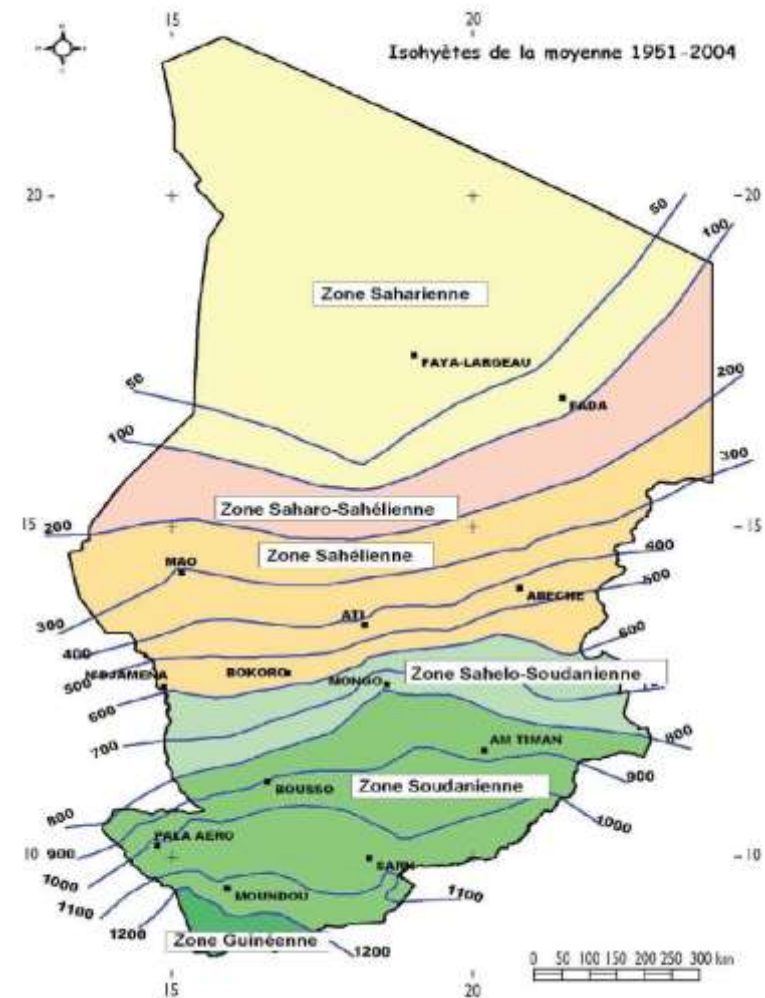 15
20
Isohyètes de la moyenne 1951-2004
20
-20
50
100
Zone Saharienne
FAYA-LARGEAU
50
200
FADA
100
300
Zone Saharo-Sahélienne
15
200
-15
Zone Sahélienne
400
MAO
500
ABECHE
ATI
300
600
400
BOKORO
Zone Sahelo-Soudanienne
N'DJAMENA
500
MONGO
600
700
800
AM TIMAN
900
BOUSSO
Zone Soudanienne
800
1000
PALA AERO
10
900
-10
SARH
1000
1100
MOUNDOU
1100
1200
Zone Guinéenne
1200
0 50 100 150 200 250 300 km
15
20